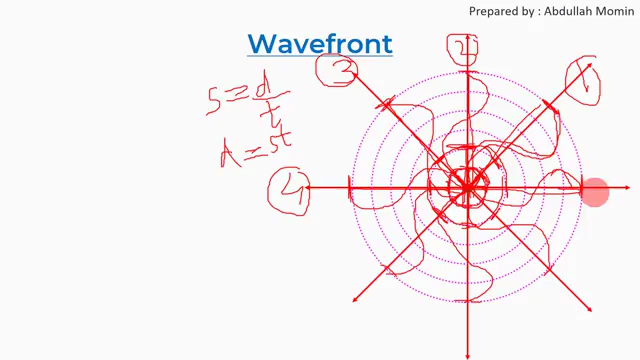 Prepared by : Abdullah Momin
Wavefront
2
3
1
S = d/t
d = st
4